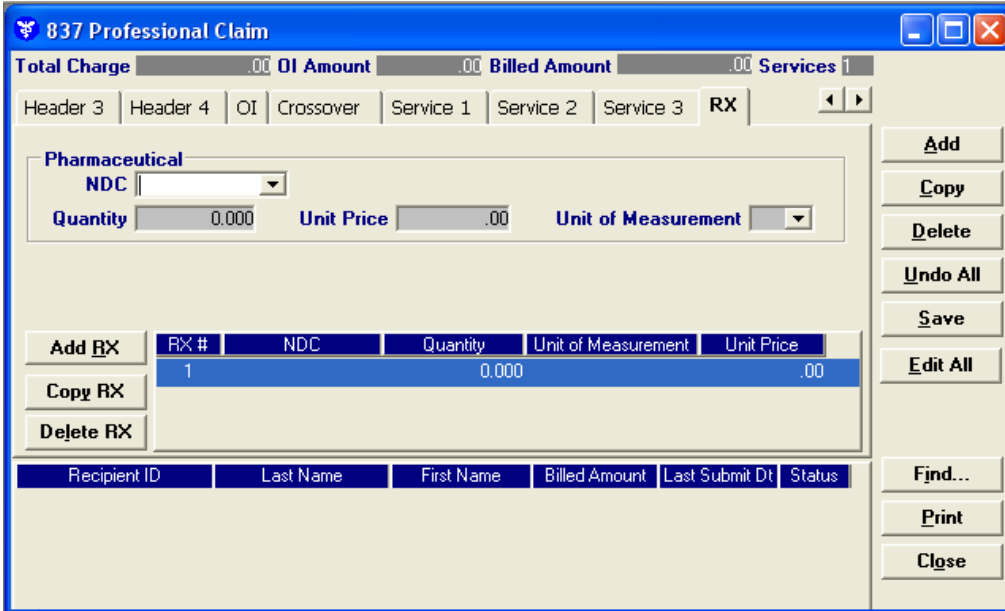 837 Professional Claim
Total Charge .00 OI Amount .00 Billed Amount .00 Services 1
Header 3 Header 4 OI Crossover Service 1 Service 2 Service 3 RX
Pharmaceutical
NDC
Quantity 0.000 Unit Price .00 Unit of Measurement
Add RX
Copy RX
Delete RX
RX # NDC Quantity Unit of Measurement Unit Price
1 0.000 .00
Recipient ID Last Name First Name Billed Amount Last Submit Dt Status
Add
Copy
Delete
Undo All
Save
Edit All
Find...
Print
Close